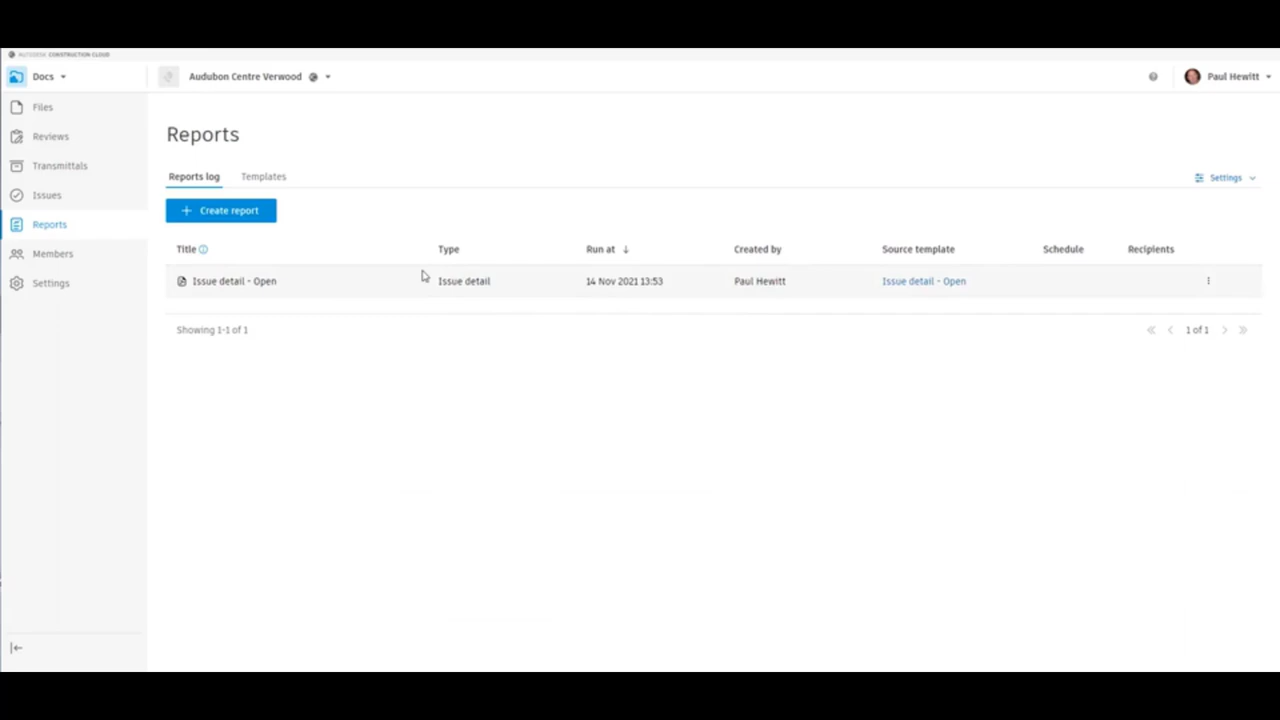 AUTODESK CONSTRUCTION CLOUD
Docs
Audubon Centre Verwood
Paul Hewitt
Files
Reviews
Transmittals
Issues
Reports
Members
Settings
Reports
Reports log Templates
Settings
Create report
Title Type Run at Created by Source template Schedule Recipients
Issue detail - Open Issue detail 14 Nov 2021 13:53 Paul Hewitt Issue detail - Open
Showing 1-1 of 1
1 of 1